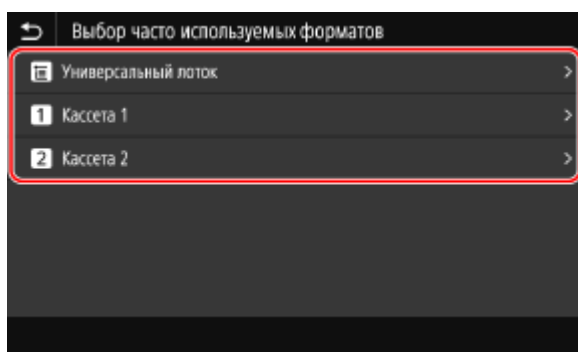 Выбор часто используемых форматов
Универсальный лоток
1 Кассета 1
2 Кассета 2